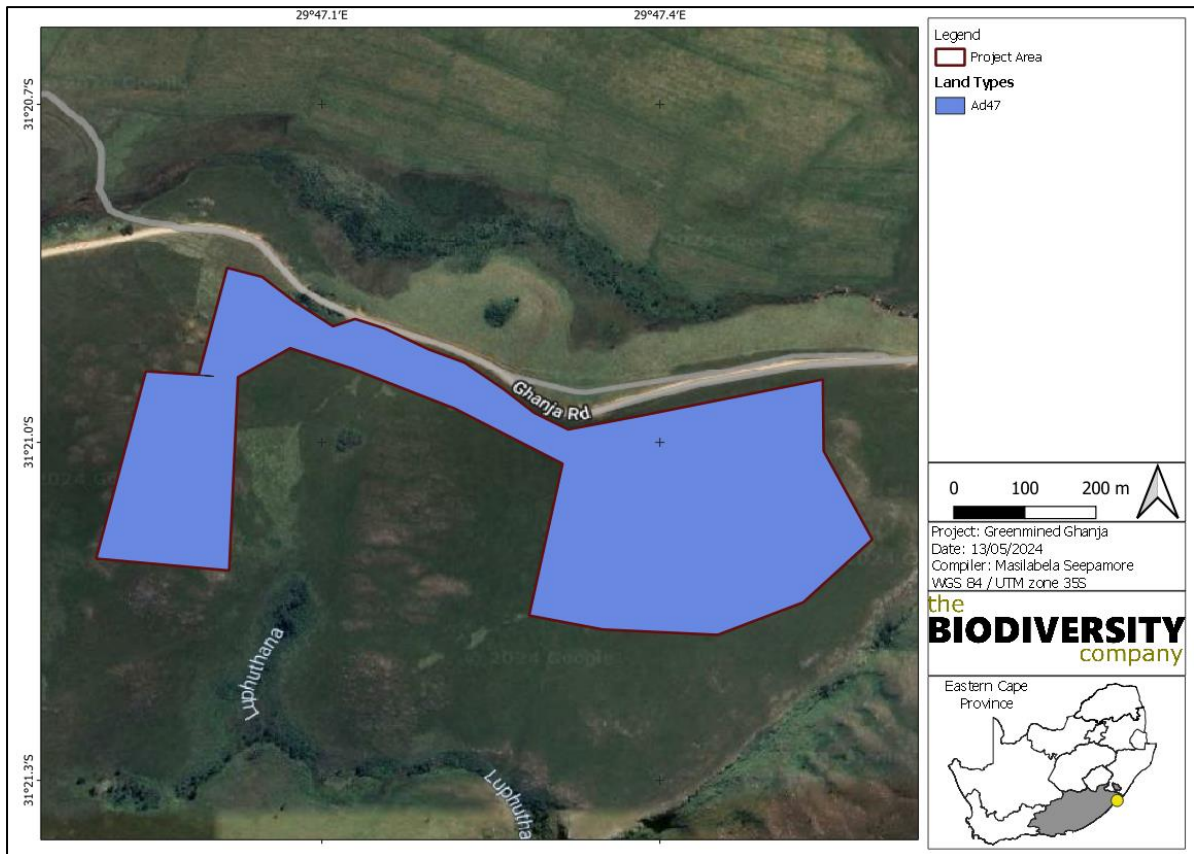 29°47.1'E
29°47.4'E
31°20.7'S
31°21.0'S
31°21.3'S
Ghanja Rd
Luphuthana
Luphutha
© 2024 Googl
Legend
Project Area
Land Types
Ad47
0 100 200 m
Project: Greenmined Ghanja
Date: 13/05/2024
Compiler: Masilabela Seepamore
WGS 84 / UTM zone 35S
the
BIODIVERSITY
company
Eastern Cape
Province